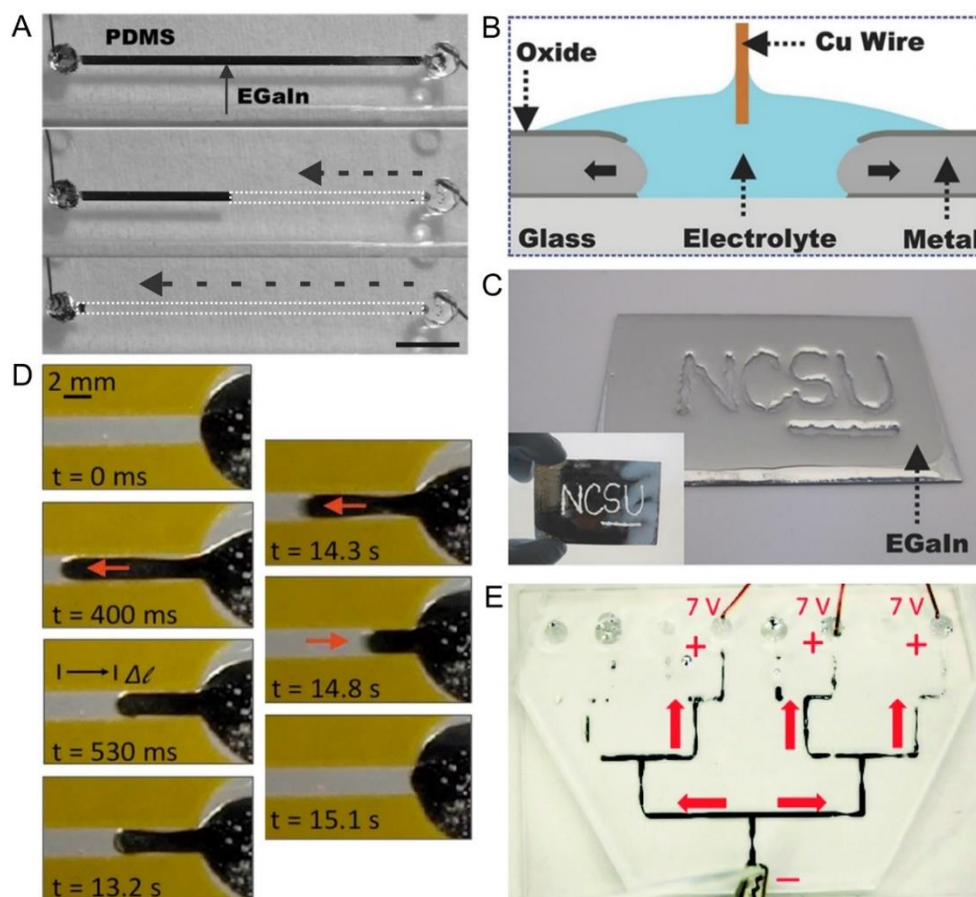 A
PDMS
EGaIn
B
Oxide
Cu Wire
Glass
Electrolyte
Metal
C
NCSU
NCSU
EGaIn
D
2 mm
t = 0 ms
t = 400 ms
Δl
t = 530 ms
t = 13.2 s
t = 14.3 s
t = 14.8 s
t = 15.1 s
E
7 V
7 V
7 V
+
+
+
−